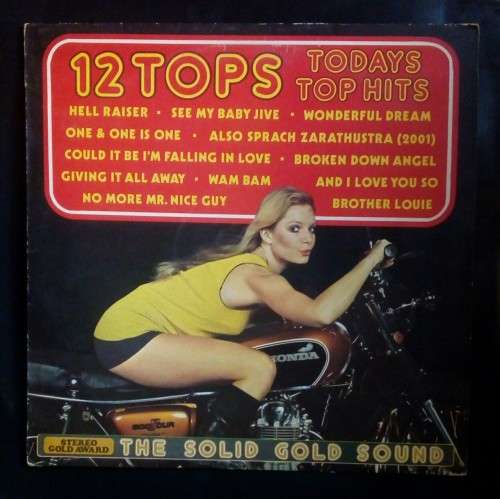 12 TOPS
TODAYS
TOP HITS
HELL RAISER • SEE MY BABY JIVE • WONDERFUL DREAM
ONE & ONE IS ONE • ALSO SPRACH ZARATHUSTRA (2001)
COULD IT BE I'M FALLING IN LOVE • BROKEN DOWN ANGEL
GIVING IT ALL AWAY • WAM BAM AND I LOVE YOU SO
NO MORE MR. NICE GUY BROTHER LOUIE
HONDA
STEREO
GOLD AWARD
THE SOLID GOLD SOUND